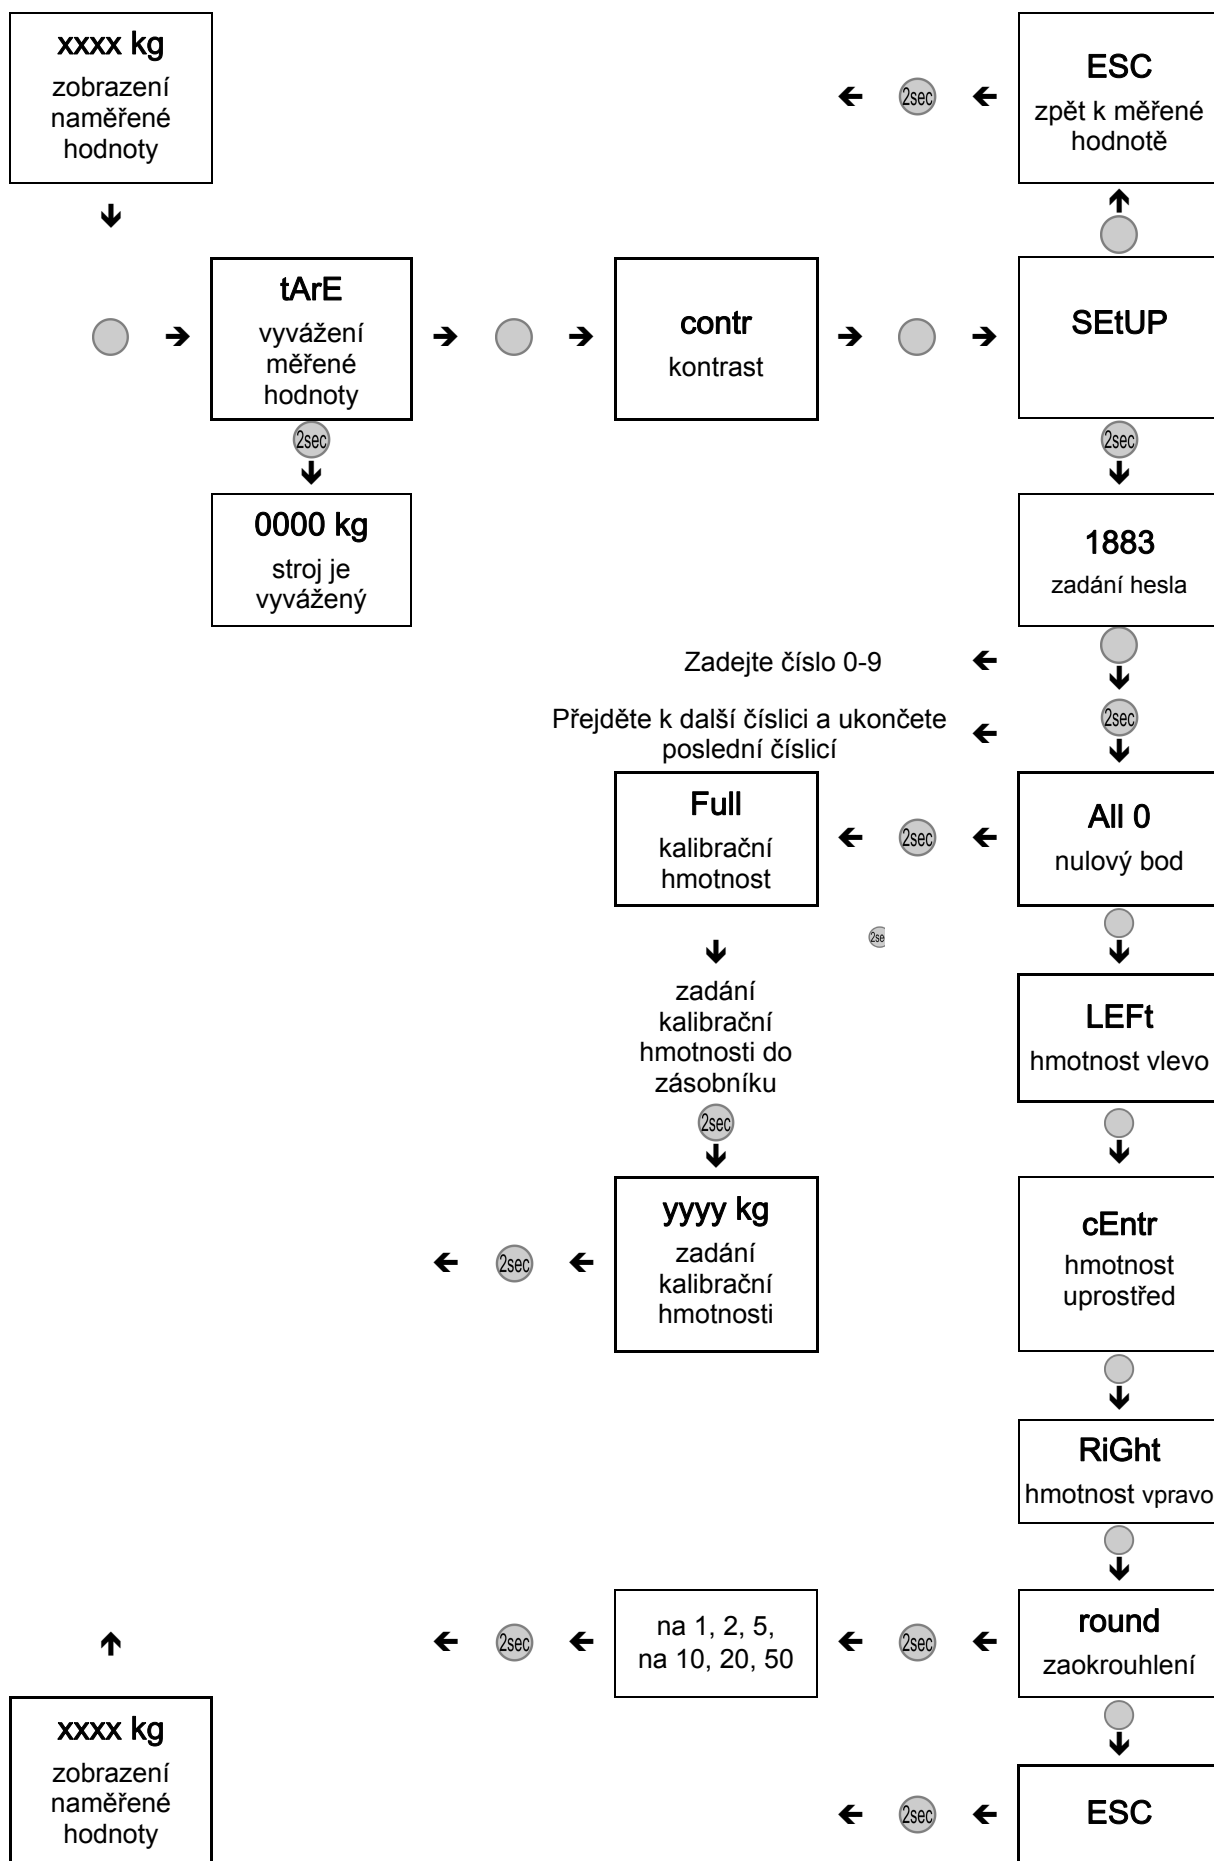 xxxx kg
zobrazení
naměřené
hodnoty
2sec
ESC
zpět k měřené
hodnotě
tArE
vyvážení
měřené
hodnoty
contr
kontrast
SEtUP
2sec
2sec
0000 kg
stroj je
vyvážený
1883
zadání hesla
Zadejte číslo 0-9
Přejděte k další číslici a ukončete
poslední číslicí
2sec
Full
kalibrační
hmotnost
2sec
All 0
nulový bod
2se
zadání
kalibrační
hmotnosti do
zásobníku
LEFt
hmotnost vlevo
2sec
yyyy kg
zadání
kalibrační
hmotnosti
2sec
cEntr
hmotnost
uprostřed
RiGht
hmotnost vpravo
2sec
na 1, 2, 5,
na 10, 20, 50
2sec
round
zaokrouhlení
xxxx kg
zobrazení
naměřené
hodnoty
2sec
ESC